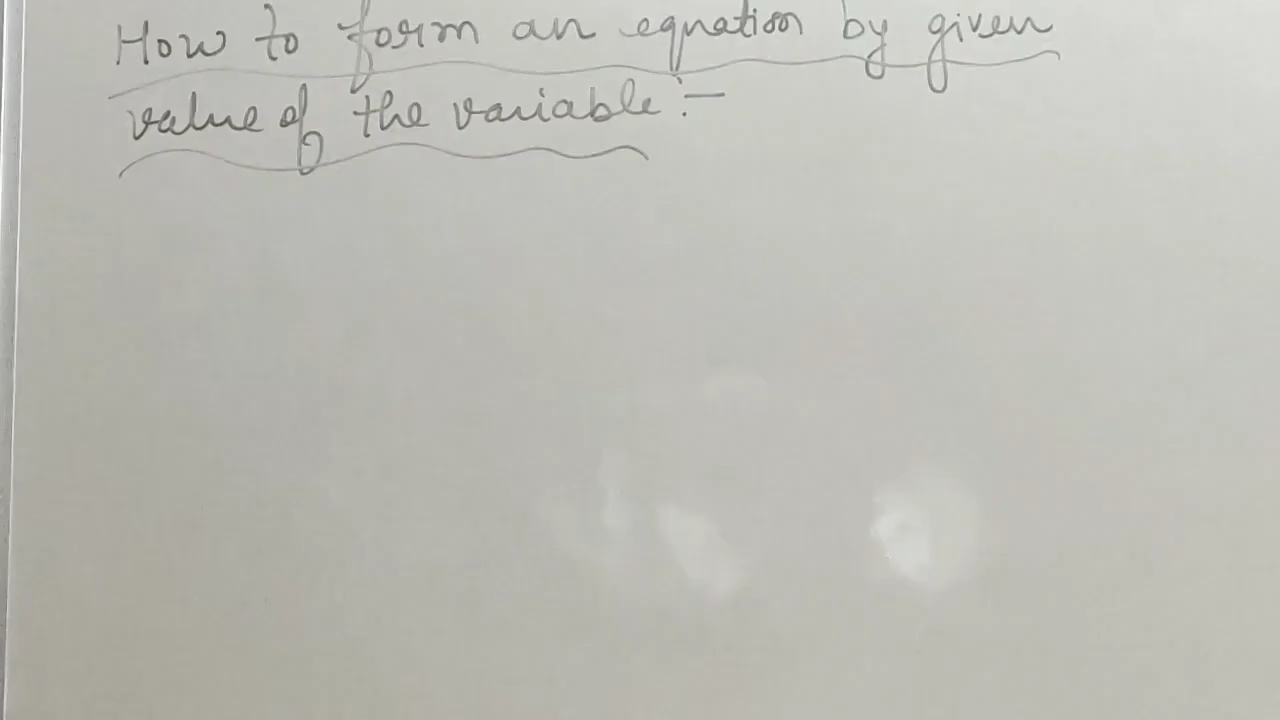 How to form an equation by given
value of the variable :-